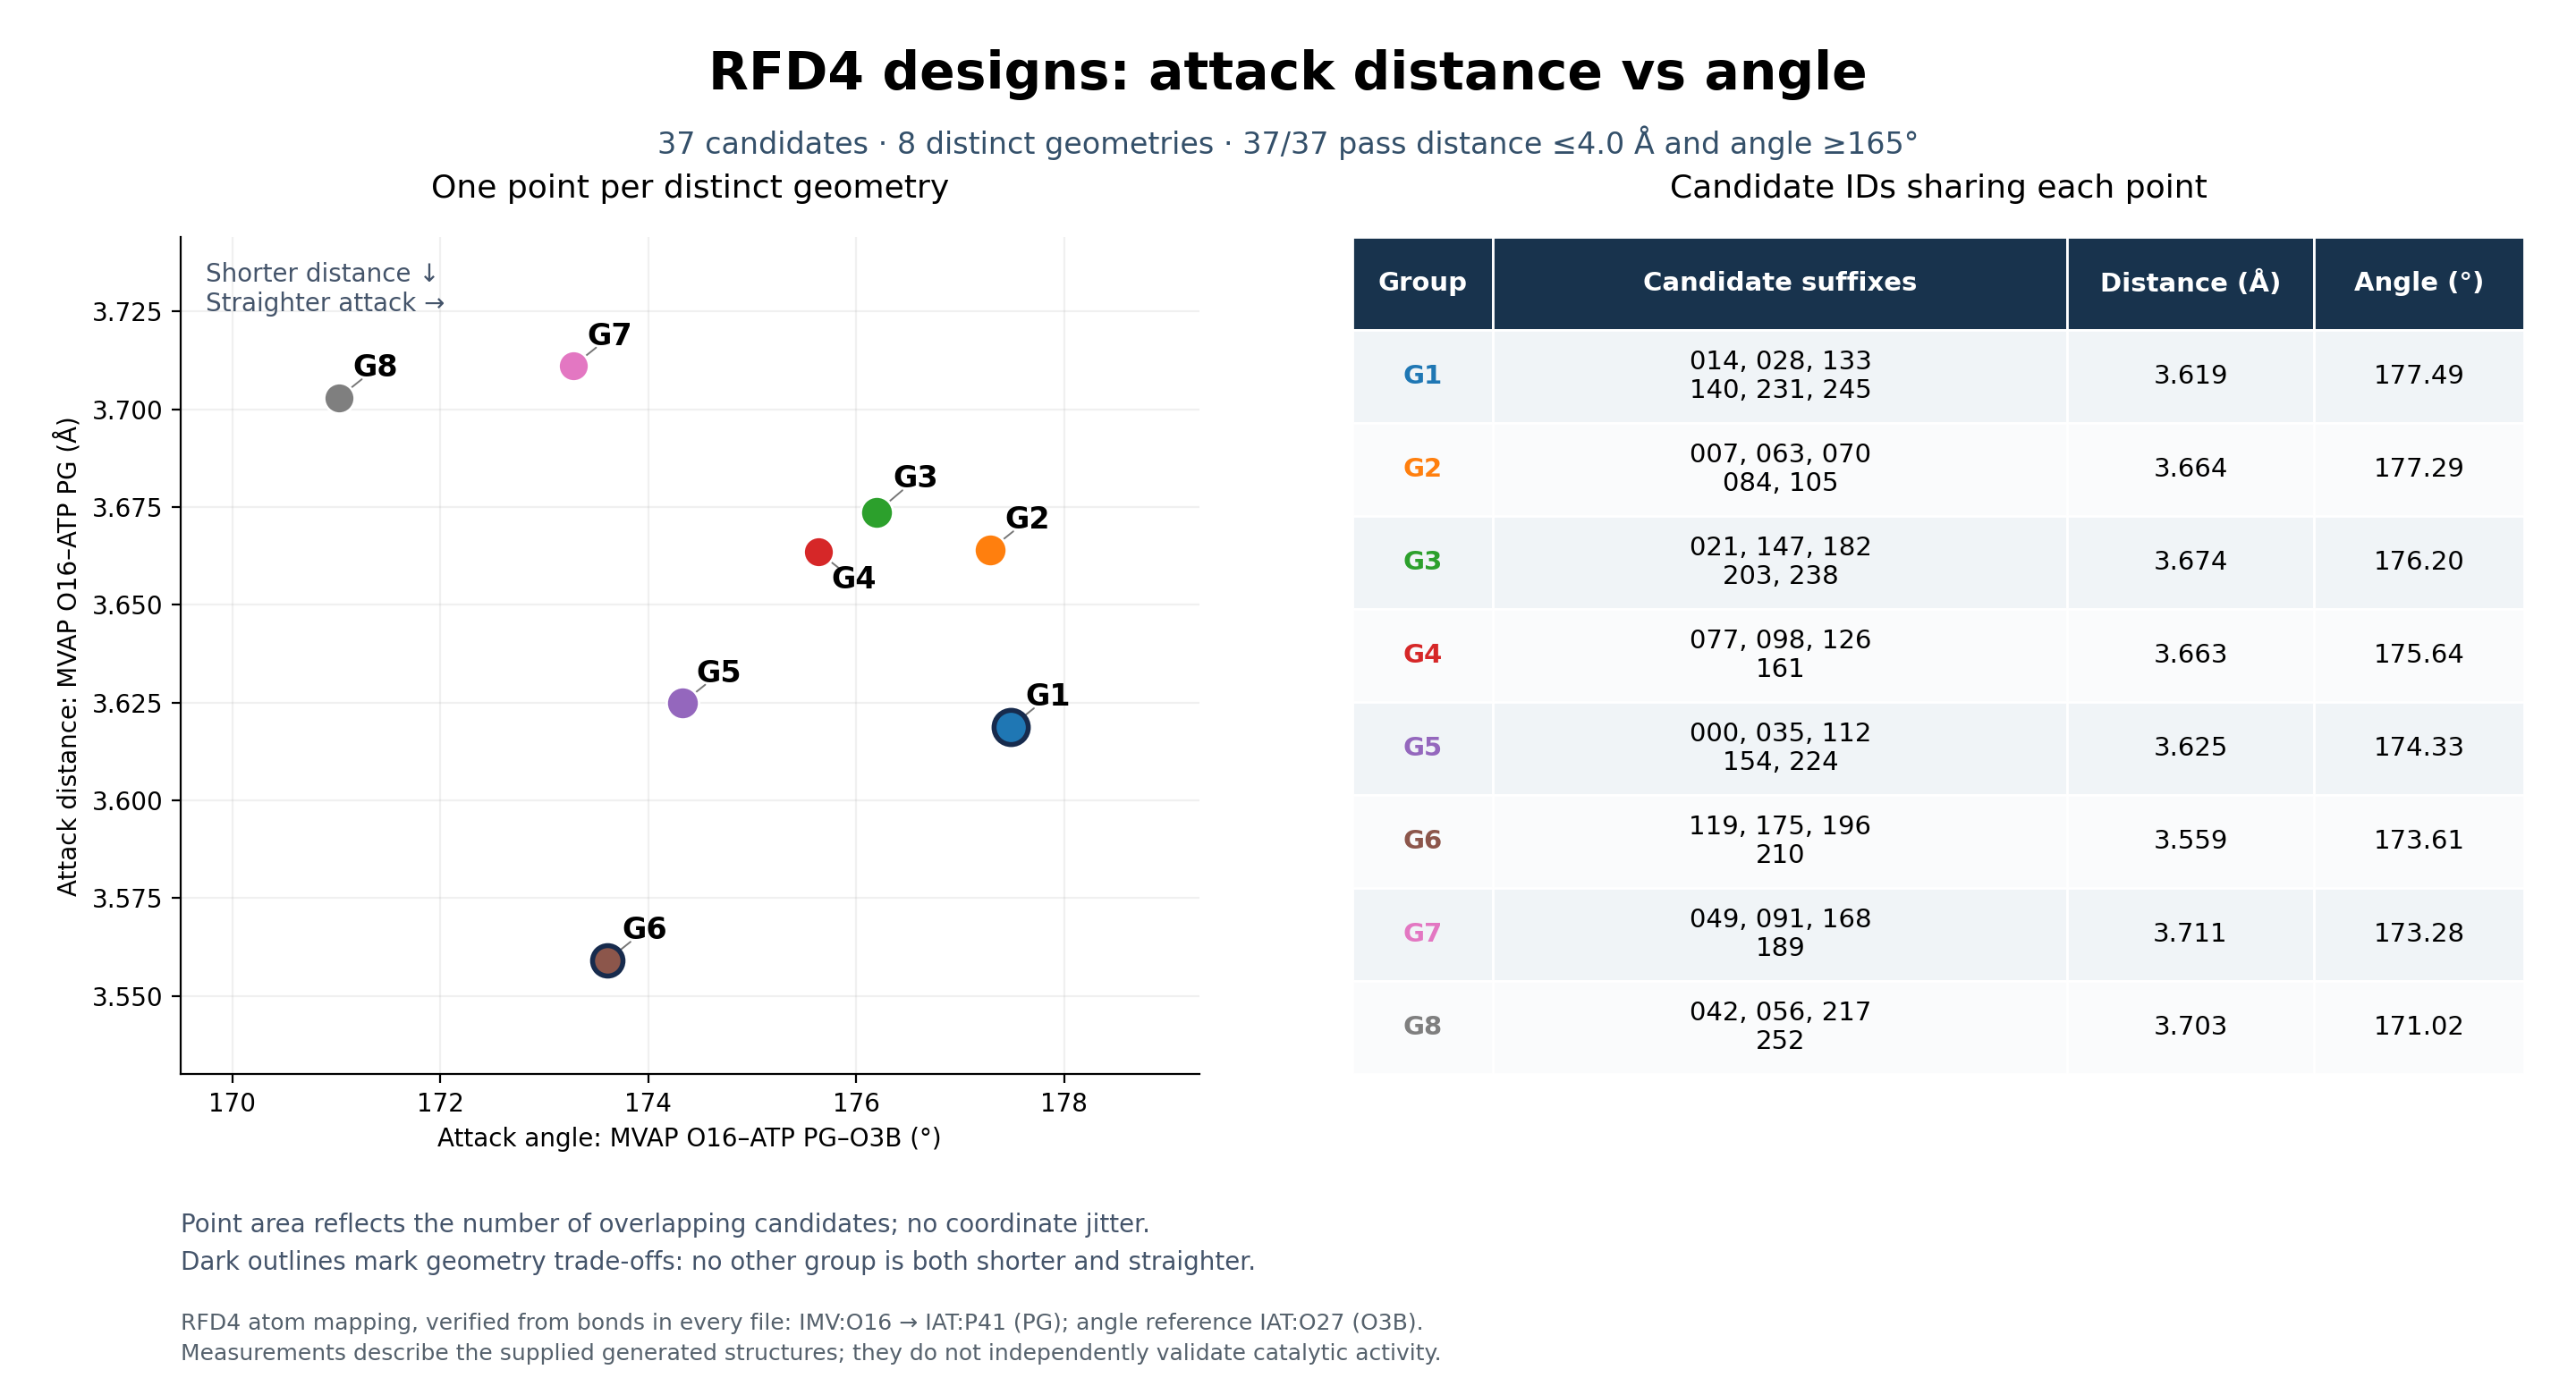 RFD4 designs: attack distance vs angle
37 candidates · 8 distinct geometries · 37/37 pass distance ≤4.0 Å and angle ≥165°
One point per distinct geometry
Shorter distance ↓
Straighter attack →
3.725
3.700
3.675
3.650
3.625
3.600
3.575
3.550
Attack distance: MVAP O16–ATP PG (Å)
G7
G8
G3
G2
G4
G5
G1
G6
170 172 174 176 178
Attack angle: MVAP O16–ATP PG–O3B (°)
Candidate IDs sharing each point
Group Candidate suffixes Distance (Å) Angle (°)
G1 014, 028, 133 3.619 177.49
140, 231, 245
G2 007, 063, 070 3.664 177.29
084, 105
G3 021, 147, 182 3.674 176.20
203, 238
G4 077, 098, 126 3.663 175.64
161
G5 000, 035, 112 3.625 174.33
154, 224
G6 119, 175, 196 3.559 173.61
210
G7 049, 091, 168 3.711 173.28
189
G8 042, 056, 217 3.703 171.02
252
Point area reflects the number of overlapping candidates; no coordinate jitter.
Dark outlines mark geometry trade-offs: no other group is both shorter and straighter.
RFD4 atom mapping, verified from bonds in every file: IMV:O16 → IAT:P41 (PG); angle reference IAT:O27 (O3B).
Measurements describe the supplied generated structures; they do not independently validate catalytic activity.